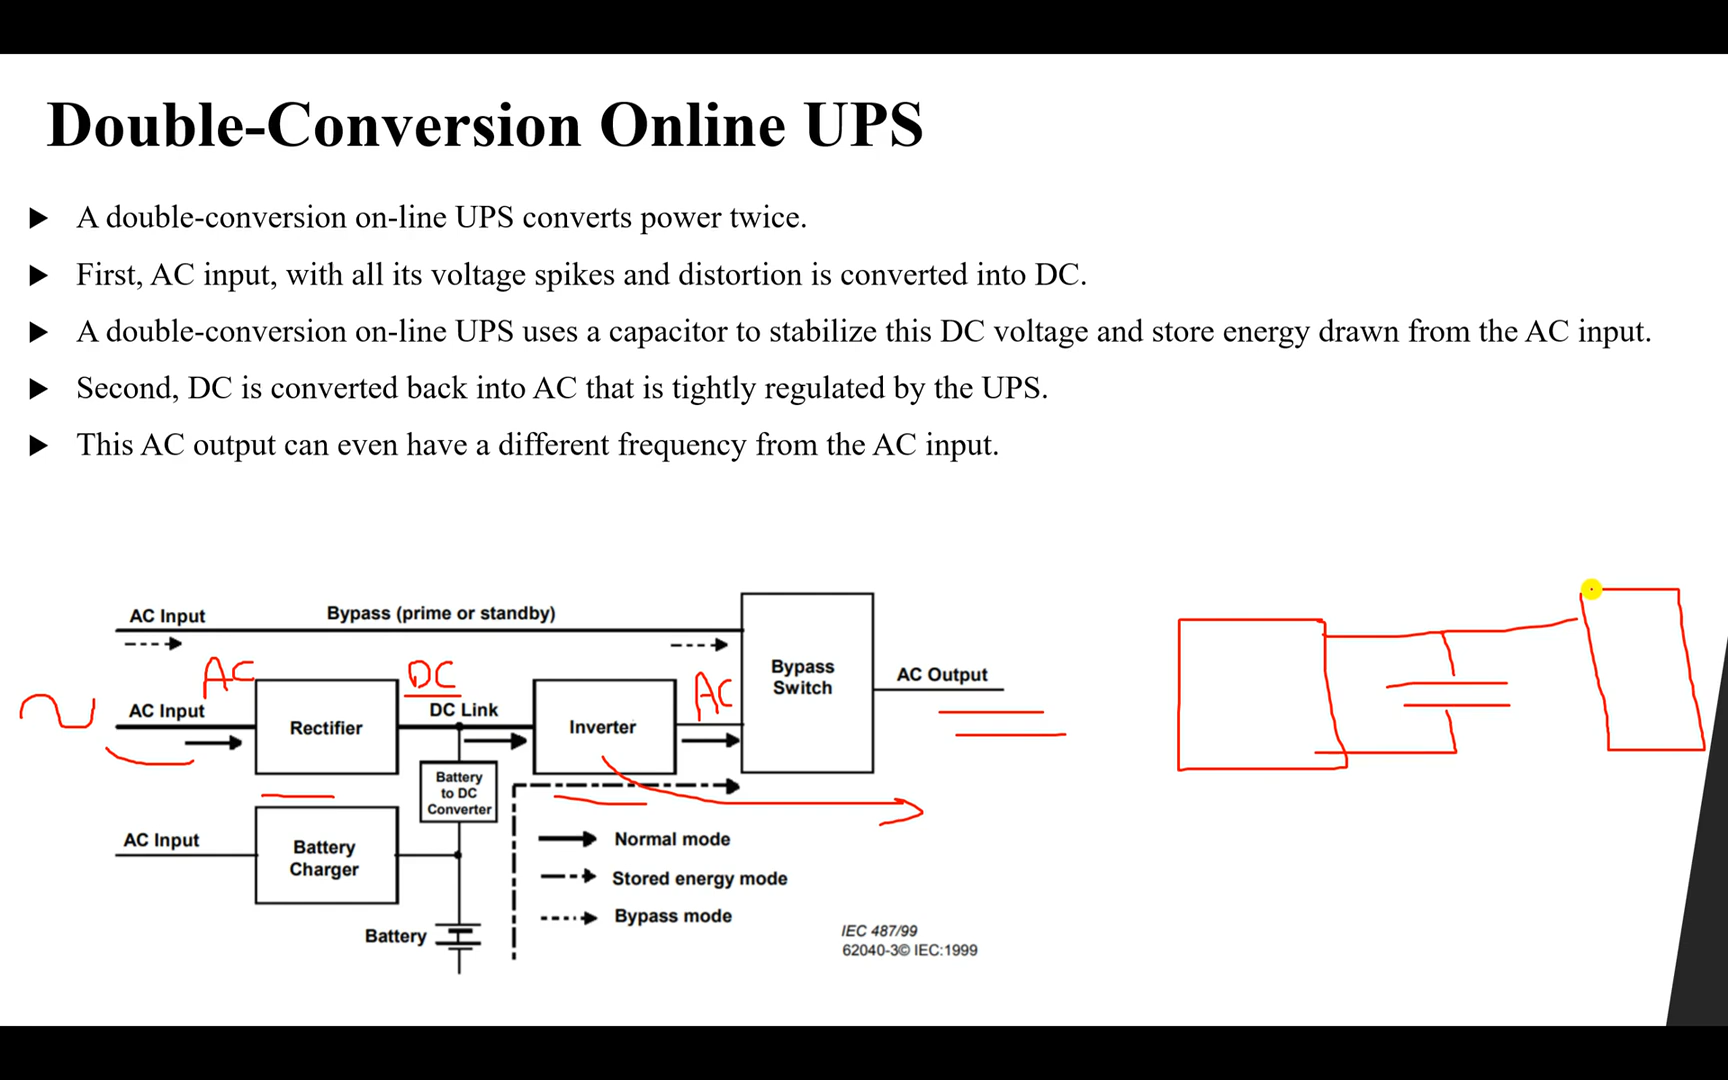 Double-Conversion Online UPS
A double-conversion on-line UPS converts power twice.
First, AC input, with all its voltage spikes and distortion is converted into DC.
A double-conversion on-line UPS uses a capacitor to stabilize this DC voltage and store energy drawn from the AC input.
Second, DC is converted back into AC that is tightly regulated by the UPS.
This AC output can even have a different frequency from the AC input.
AC Input
Bypass (prime or standby)
AC
DC
AC
AC Input
Rectifier
DC Link
Inverter
Bypass
Switch
AC Output
Battery
to DC
Converter
AC Input
Battery
Charger
Battery
Normal mode
Stored energy mode
Bypass mode
IEC 487/99
62040-3© IEC:1999